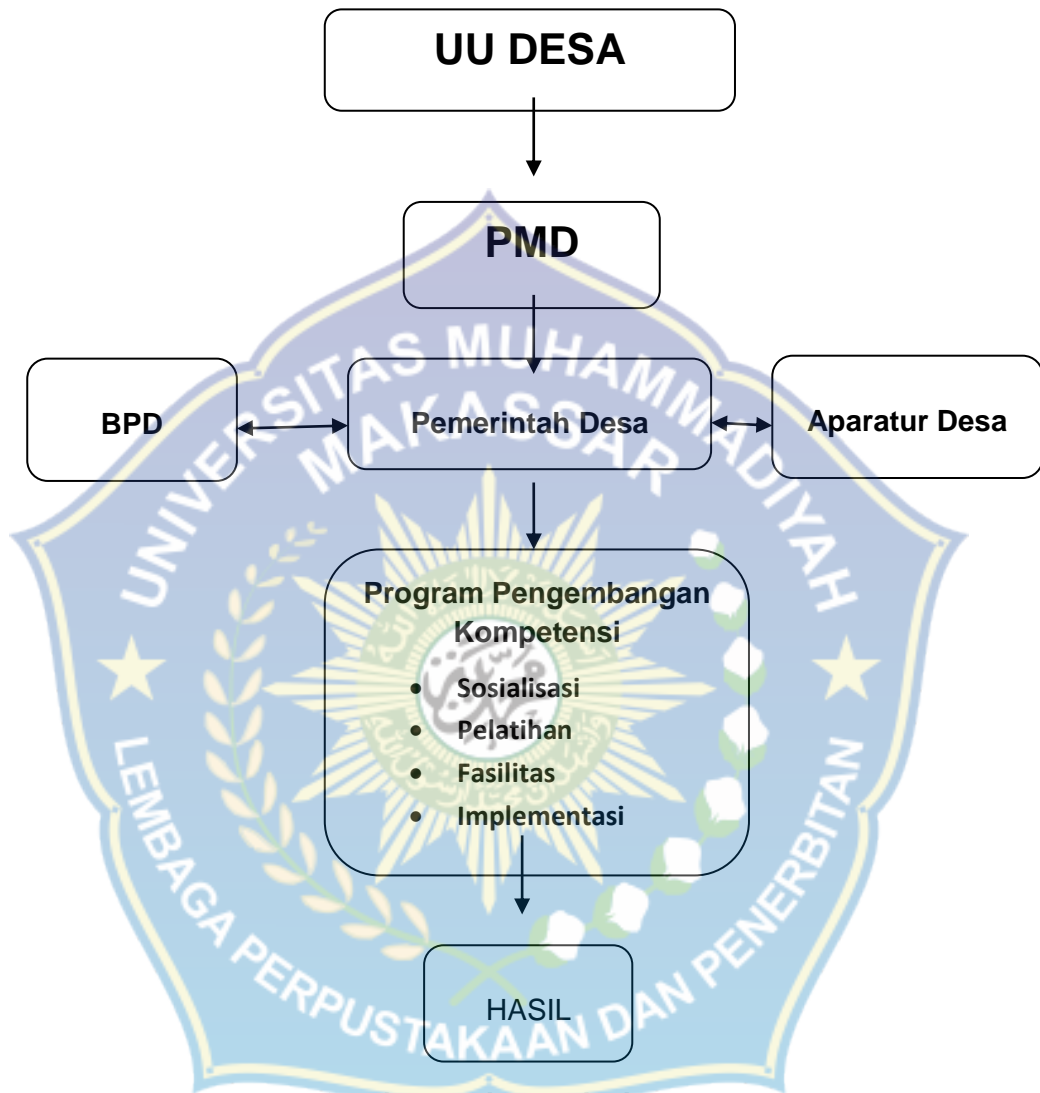 UU DESA
PMD
UNIVERSITAS MUHAMMADIYAH
MAKASSAR
BPD
Pemerintah Desa
Aparatur Desa
Program Pengembangan
Kompetensi
• Sosialisasi
• Pelatihan
• Fasilitas
• Implementasi
HASIL
LEMBAGA PERPUSTAKAAN DAN PENERBITAN